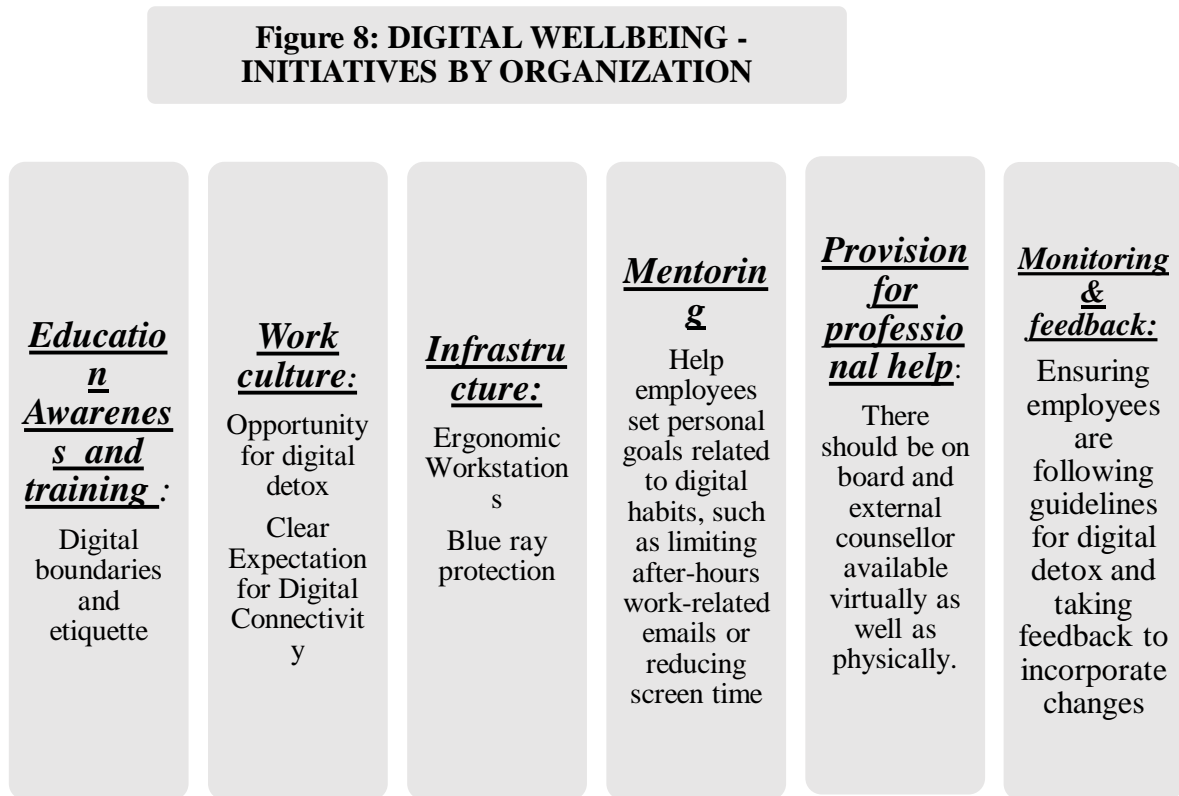 Figure 8: DIGITAL WELLBEING -
INITIATIVES BY ORGANIZATION
Educatio
n
Awarenes
s and
training :
Digital
boundaries
and
etiquette
Work
culture:
Opportunity
for digital
detox
Clear
Expectation
for Digital
Connectivit
y
Infrastru
cture:
Ergonomic
Workstation
s
Blue ray
protection
Mentorin
g
Help
employees
set personal
goals related
to digital
habits, such
as limiting
after-hours
work-related
emails or
reducing
screen time
Provision
for
professio
nal help:
There
should be on
board and
external
counsellor
available
virtually as
well as
physically.
Monitoring
&
feedback:
Ensuring
employees
are
following
guidelines
for digital
detox and
taking
feedback to
incorporate
changes